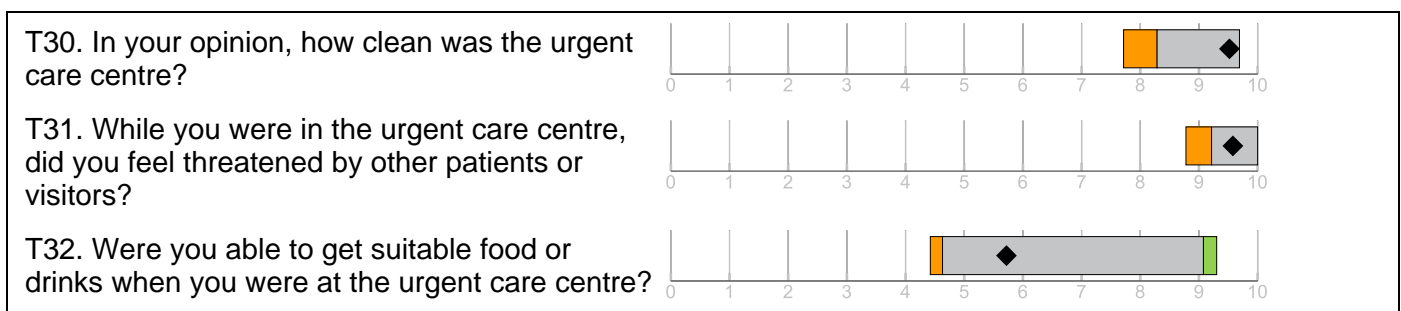 T30. In your opinion, how clean was the urgent
care centre?
0 1 2 3 4 5 6 7 8 9 10
T31. While you were in the urgent care centre,
did you feel threatened by other patients or
visitors?
0 1 2 3 4 5 6 7 8 9 10
T32. Were you able to get suitable food or
drinks when you were at the urgent care centre?
0 1 2 3 4 5 6 7 8 9 10